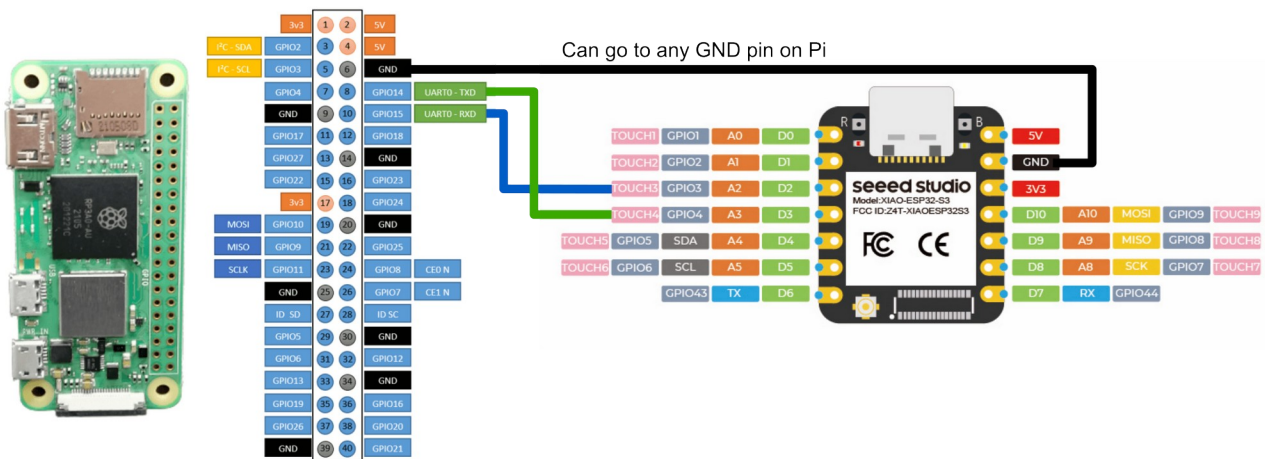 3v3 1 2 5V
Can go to any GND pin on Pi
I²C - SDA GPIO2 3 4 5V
I²C - SCL GPIO3 5 6 GND
GPIO4 7 8 GPIO14 UART0 - TXD
GND 9 10 GPIO15 UART0 - RXD
GPIO17 11 12 GPIO18
GPIO27 13 14 GND
GPIO22 15 16 GPIO23
3v3 17 18 GPIO24
MOSI GPIO10 19 20 GND
MISO GPIO9 21 22 GPIO25
SCLK GPIO11 23 24 GPIO8 CE0 N
GND 25 26 GPIO7 CE1 N
ID SD 27 28 ID SC
GPIO5 29 30 GND
GPIO6 31 32 GPIO12
GPIO13 33 34 GND
GPIO19 35 36 GPIO16
GPIO26 37 38 GPIO20
GND 39 40 GPIO21
R B
TOUCH1 GPIO1 A0 D0 5V
TOUCH2 GPIO2 A1 D1 GND
TOUCH3 GPIO3 A2 D2 3V3
TOUCH4 GPIO4 A3 D3 D10 A10 MOSI GPIO9 TOUCH9
TOUCH5 GPIO5 SDA A4 D4 D9 A9 MISO GPIO8 TOUCH8
TOUCH6 GPIO6 SCL A5 D5 D8 A8 SCK GPIO7 TOUCH7
GPIO43 TX D6 D7 RX GPIO44
seeed studio
Model:XIAO-ESP32-S3
FCC ID:Z4T-XIAOESP32S3
FC CE
GPIO